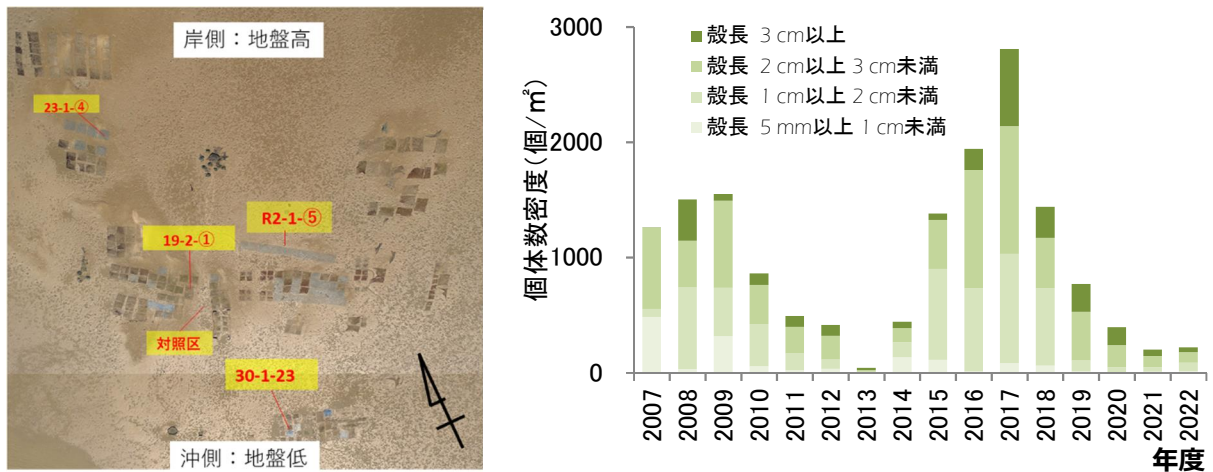 岸側：地盤高
23-1-④
R2-1-⑤
19-2-①
対照区
30-1-23
沖側：地盤低
個体数密度(個/㎡)
3000
2000
1000
0
殻長 3 cm以上
殻長 2 cm以上 3 cm未満
殻長 1 cm以上 2 cm未満
殻長 5 mm以上 1 cm未満
2007 2008 2009 2010 2011 2012 2013 2014 2015 2016 2017 2018 2019 2020 2021 2022
年度